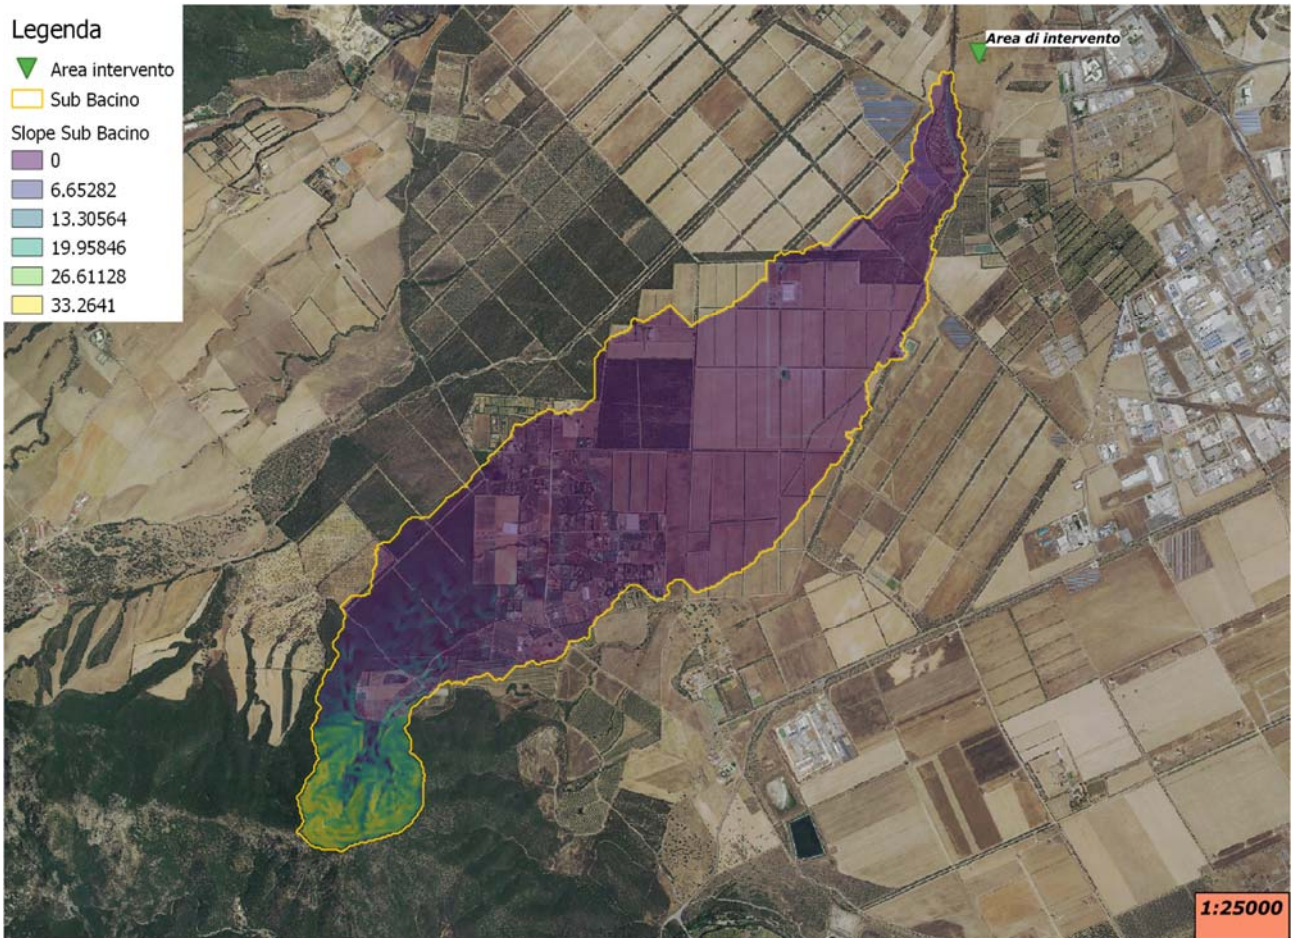 Legenda
Area intervento
Sub Bacino
Slope Sub Bacino
0
6.65282
13.30564
19.95846
26.61128
33.2641
Area di intervento
1:25000